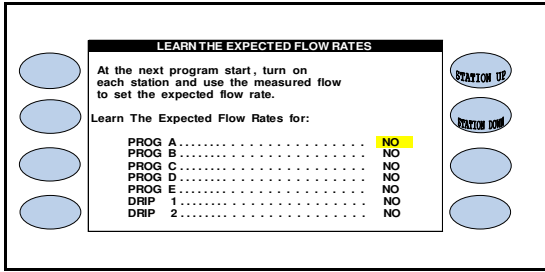 LEARN THE EXPECTED FLOW RATES
At the next program start, turn on
each station and use the measured flow
to set the expected flow rate.
Learn The Expected Flow Rates for:
PROG A........................ NO
PROG B........................ NO
PROG C........................ NO
PROG D........................ NO
PROG E........................ NO
DRIP 1........................ NO
DRIP 2........................ NO
STATION UP
STATION DOWN